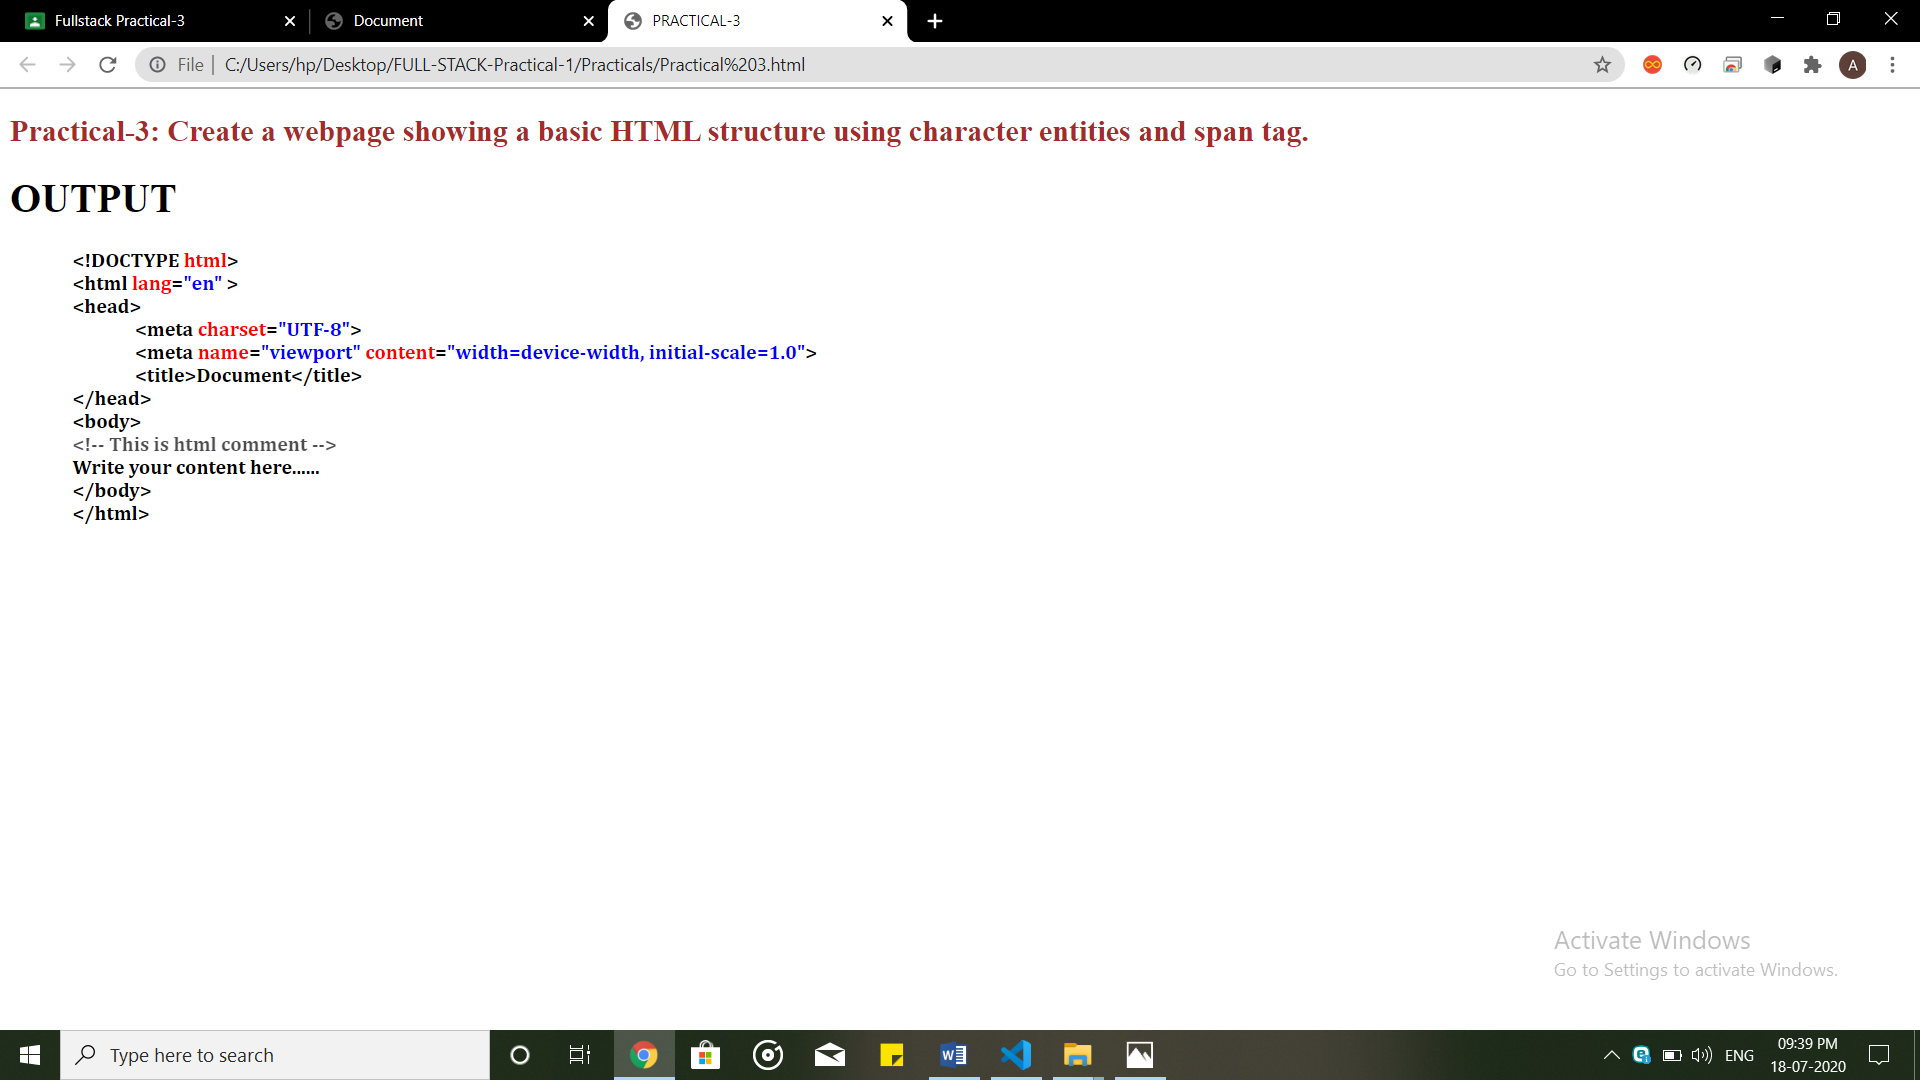 Fullstack Practical-3
Document
PRACTICAL-3
File
C:/Users/hp/Desktop/FULL-STACK-Practical-1/Practicals/Practical%203.html
A
Practical-3: Create a webpage showing a basic HTML structure using character entities and span tag.
OUTPUT
<!DOCTYPE html>
<html lang="en" >
<head>
<meta charset="UTF-8">
<meta name="viewport" content="width=device-width, initial-scale=1.0">
<title>Document</title>
</head>
<body>
<!-- This is html comment -->
Write your content here......
</body>
</html>
Activate Windows
Go to Settings to activate Windows.
Type here to search
ENG
09:39 PM
18-07-2020